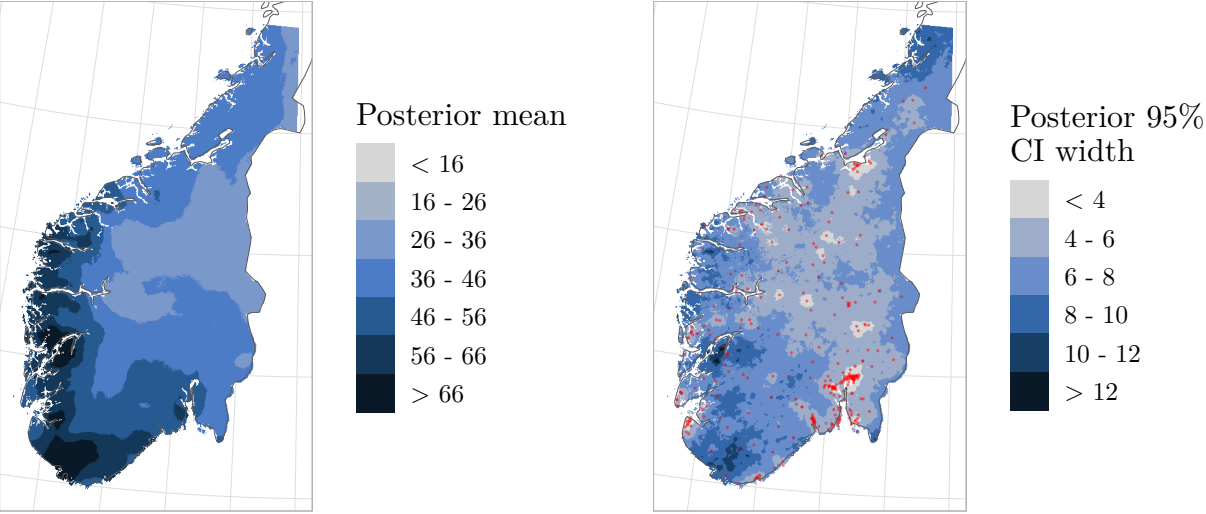 Posterior mean
< 16
16 - 26
26 - 36
36 - 46
46 - 56
56 - 66
> 66
Posterior 95%
CI width
< 4
4 - 6
6 - 8
8 - 10
10 - 12
> 12